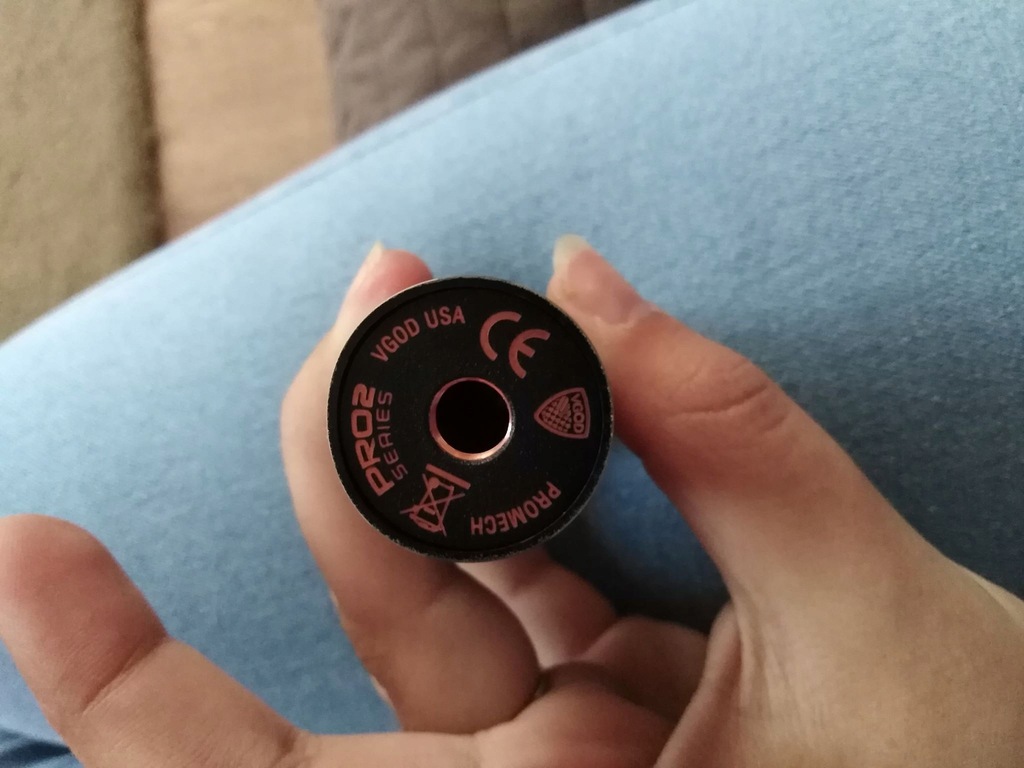 VGOD USA
CE
VGOD
PROMECH
PRO2
SERIES